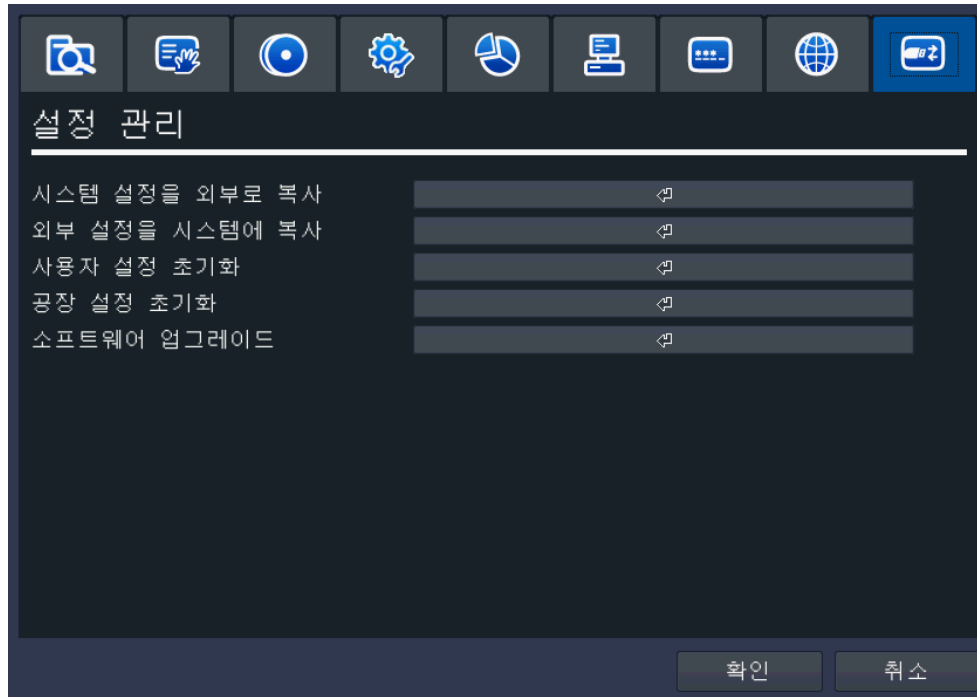 설정 관리
시스템 설정을 외부로 복사
외부 설정을 시스템에 복사
사용자 설정 초기화
공장 설정 초기화
소프트웨어 업그레이드
확인
취소